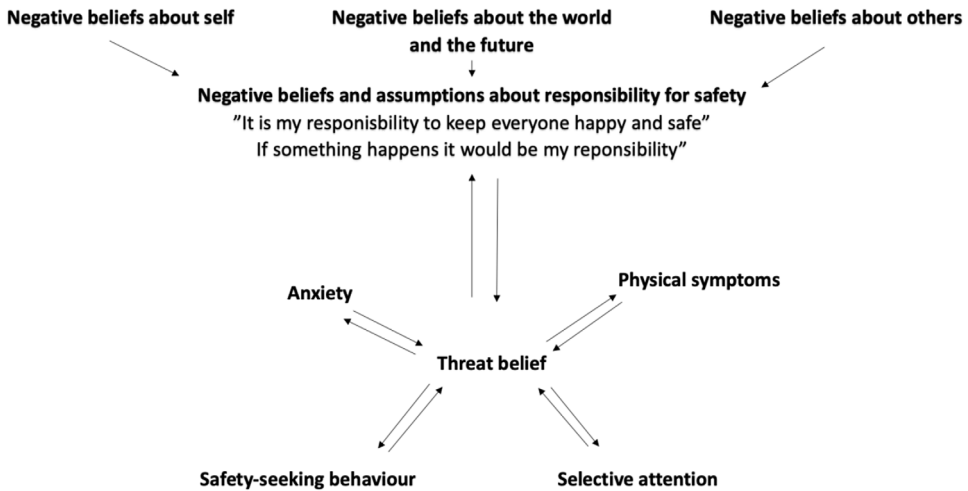 Negative beliefs about self
Negative beliefs about the world
and the future
Negative beliefs about others
Negative beliefs and assumptions about responsibility for safety
”It is my responisbility to keep everyone happy and safe”
If something happens it would be my reponsibility”
Anxiety
Physical symptoms
Threat belief
Safety-seeking behaviour
Selective attention